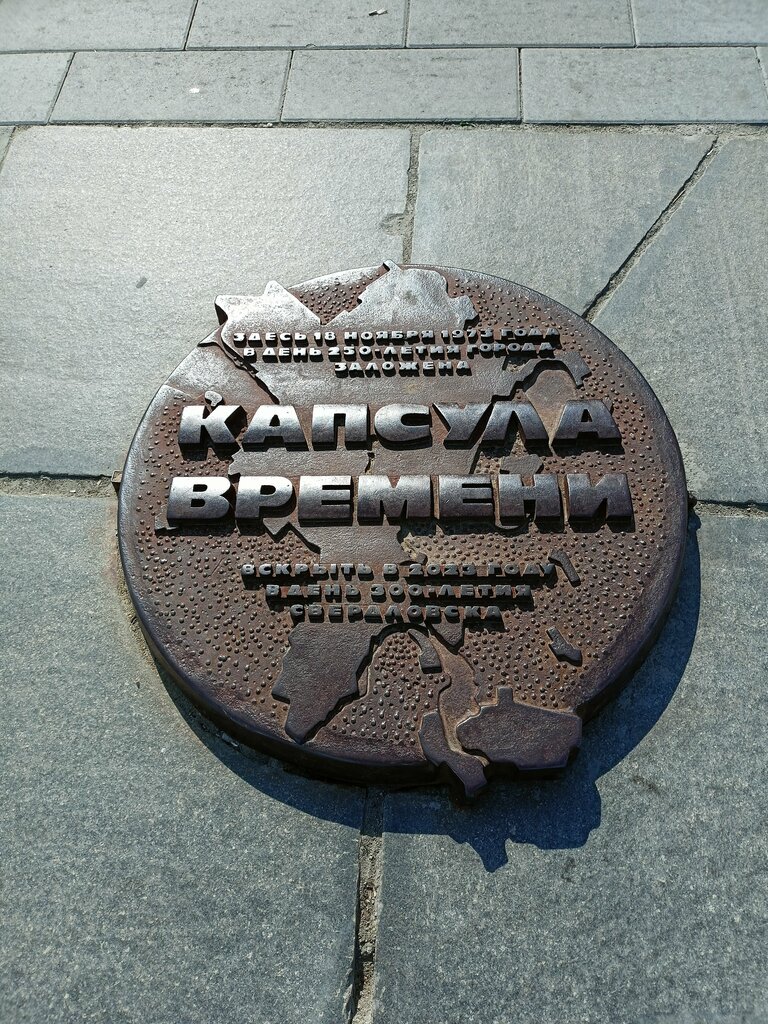 ЗДЕСЬ 18 НОЯБРЯ 1973 ГОДА
В ДЕНЬ 250-ЛЕТИЯ ГОРОДА
ЗАЛОЖЕНА
КАПСУЛА
ВРЕМЕНИ
ВСКРЫТЬ В 2023 ГОДУ
В ДЕНЬ 300-ЛЕТИЯ
СВЕРДЛОВСКА